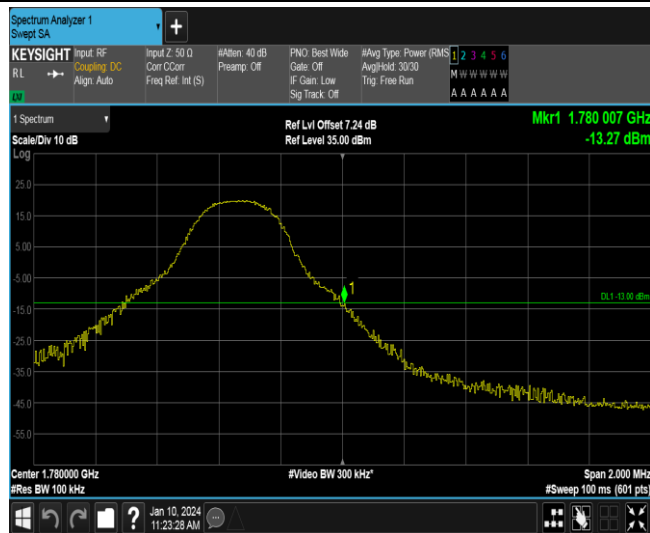 Spectrum Analyzer 1
Swept SA
+
KEYSIGHT
RL
Input: RF
Coupling: DC
Align: Auto
Input Z: 50 Ω
Corr CCorr
Freq Ref: Int (S)
#Atten: 40 dB
Preamp: Off
PNO: Best Wide
Gate: Off
IF Gain: Low
Sig Track: Off
#Avg Type: Power (RMS
Avg|Hold: 30/30
Trig: Free Run
1 2 3 4 5 6
M W W W W W
A A A A A A
1 Spectrum
Scale/Div 10 dB
Log
Ref Lvl Offset 7.24 dB
Ref Level 35.00 dBm
Mkr1 1.780 007 GHz
-13.27 dBm
25.0
15.0
5.00
-5.00
-15.0
-25.0
-35.0
-45.0
-55.0
1
DL1 -13.00 dBm
Center 1.780000 GHz
#Res BW 100 kHz
#Video BW 300 kHz*
Span 2.000 MHz
#Sweep 100 ms (601 pts)
?
Jan 10, 2024
11:23:28 AM